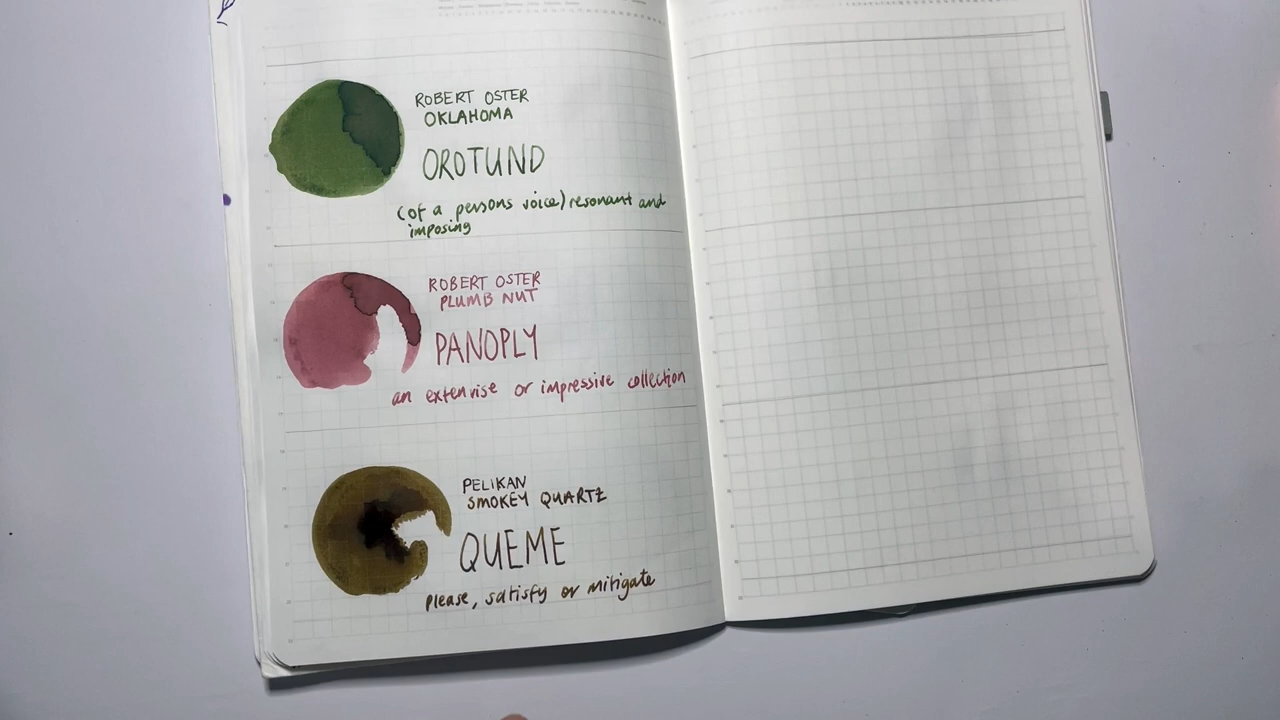 ROBERT OSTER
OKLAHOMA
OROTUND
(of a persons voice) resonant and
imposing
ROBERT OSTER
PLUMB NUT
PANOPLY
an extenvise or impressive collection
PELIKAN
SMOKEY QUARTZ
QUEME
please, satisfy or mitigate